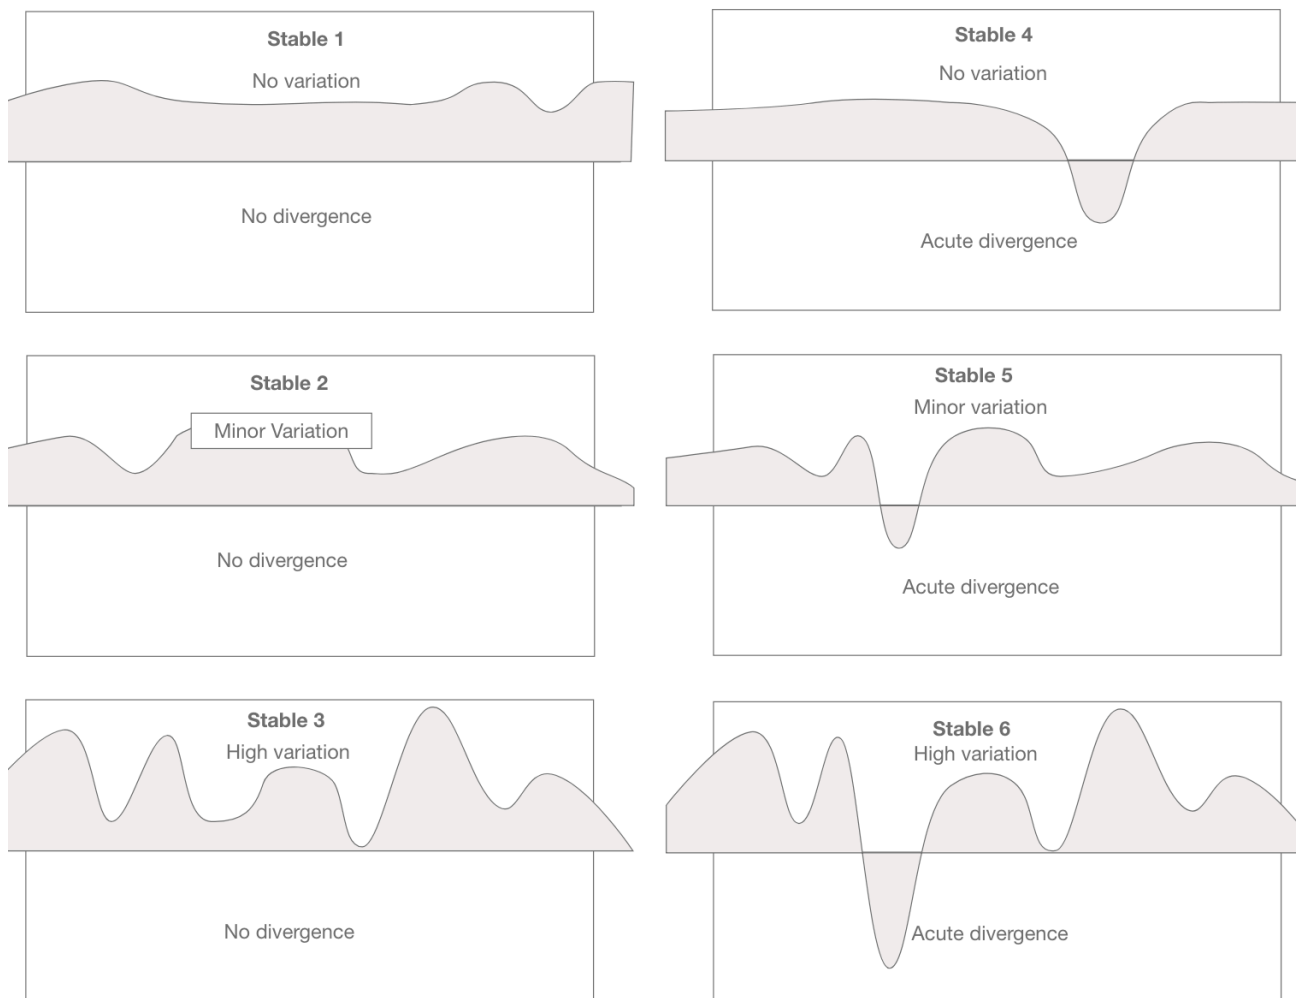 Stable 1
No variation
No divergence
Stable 4
No variation
Acute divergence
Stable 2
Minor Variation
No divergence
Stable 5
Minor variation
Acute divergence
Stable 3
High variation
No divergence
Stable 6
High variation
Acute divergence